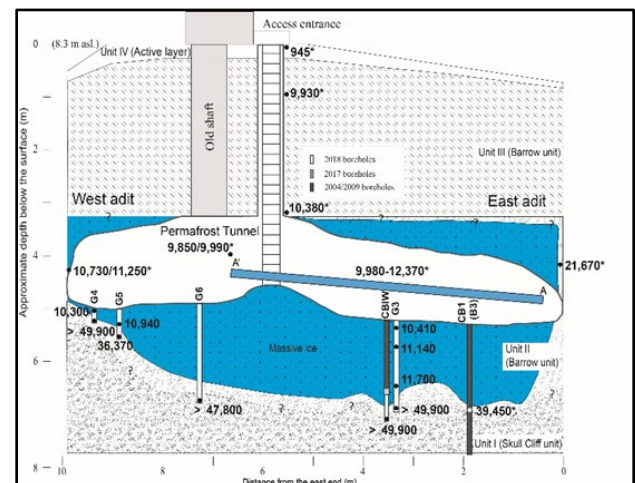 Access entrance
0
(8.3 m asl.)
Unit IV (Active layer)
945*
9,930*
Old shaft
2018 boreholes
2017 boreholes
2004/2009 boreholes
Unit III (Barrow unit)
2
Approximate depth below the surface (m)
West adit
East adit
10,380*
?
?
?
Permafrost Tunnel
9,850/9,990*
4
10,730/11,250*
A'
9,980-12,370*
21,670*
A
G4
G5
G6
CBIW
G3
CB1
(B3)
10,300
10,940
10,410
> 49,900
36,370
Massive ice
11,140
Unit II
(Barrow unit)
6
?
11,700
?
> 47,800
?
?
> 49,900
39,450*
?
> 49,900
Unit I (Skull Cliff unit)
8
10
8
6
4
2
0
Distance from the east end (m)